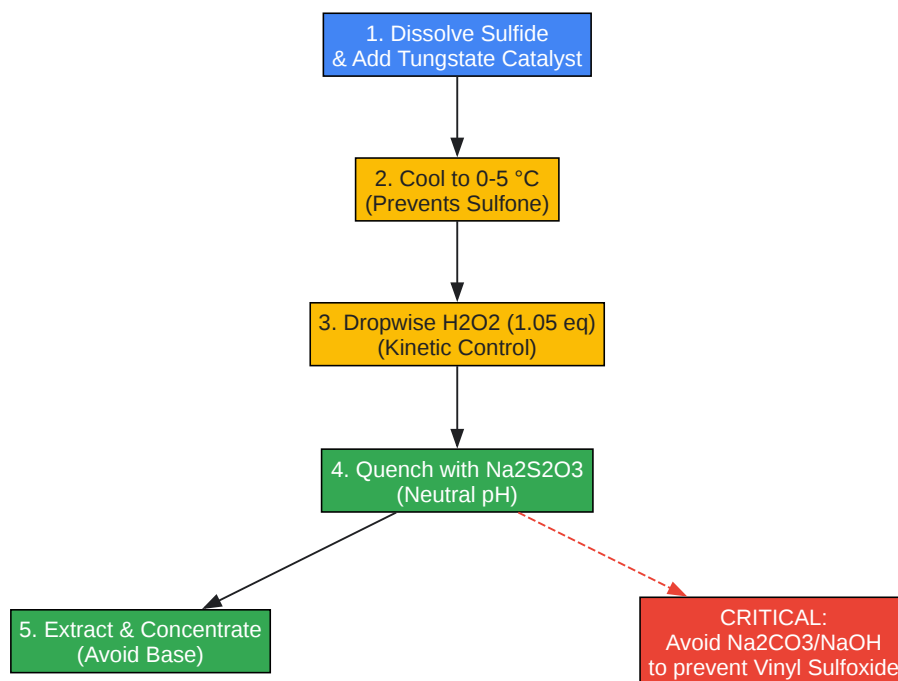 1. Dissolve Sulfide
& Add Tungstate Catalyst
2. Cool to 0-5 °C
(Prevents Sulfone)
3. Dropwise H2O2 (1.05 eq)
(Kinetic Control)
4. Quench with Na2S2O3
(Neutral pH)
5. Extract & Concentrate
(Avoid Base)
CRITICAL:
Avoid Na2CO3/NaOH
to prevent Vinyl Sulfoxide